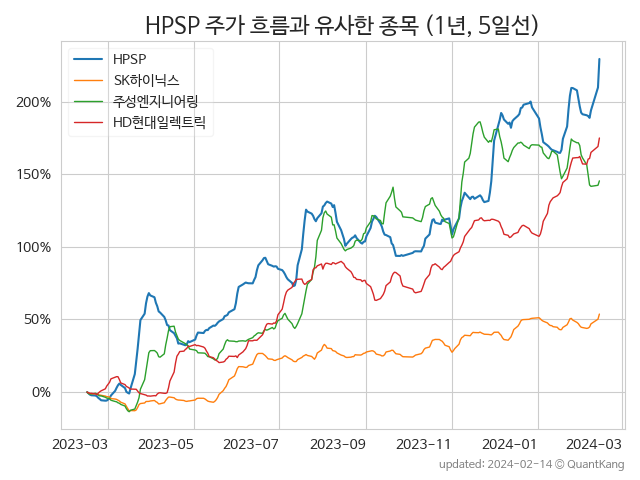 HPSP 주가 흐름과 유사한 종목 (1년, 5일선)
HPSP
SK하이닉스
주성엔지니어링
HD현대일렉트릭
200%
150%
100%
50%
0%
2023-03 2023-05 2023-07 2023-09 2023-11 2024-01 2024-03
updated: 2024-02-14 © QuantKang